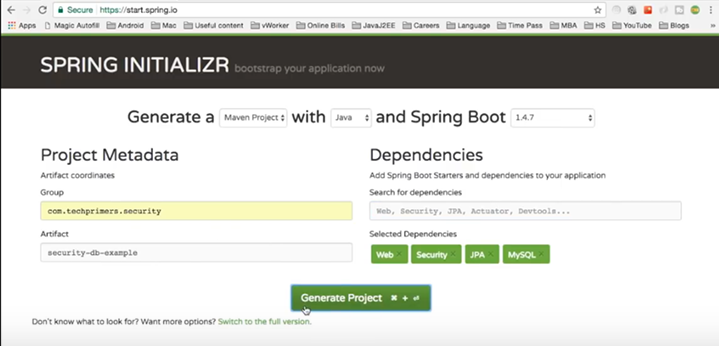 Secure https://start.spring.io
Apps Magic Autofill Android Mac Useful content vWorker Online Bills JavaJ2EE Careers Language Time Pass MBA HS YouTube Blogs »
SPRING INITIALIZR bootstrap your application now
Generate a Maven Project with Java and Spring Boot 1.4.7
Project Metadata
Artifact coordinates
Group
com.techprimers.security
Artifact
security-db-example
Dependencies
Add Spring Boot Starters and dependencies to your application
Search for dependencies
Web, Security, JPA, Actuator, Devtools...
Selected Dependencies
Web × Security × JPA × MySQL ×
Generate Project ⌘ + ⏎
Don't know what to look for? Want more options? Switch to the full version.